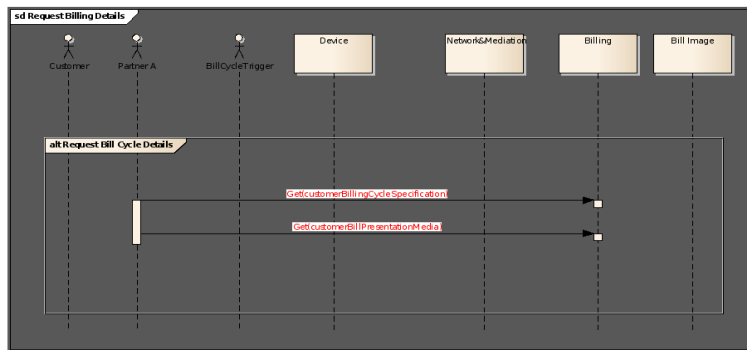 sd Request Billing Details
Customer
Partner A
BillCycleTrigger
Device
Network&Mediation
Billing
Bill Image
alt Request Bill Cycle Details
Get(customerBillingCycleSpecification)
Get(customerBillPresentationMedia)